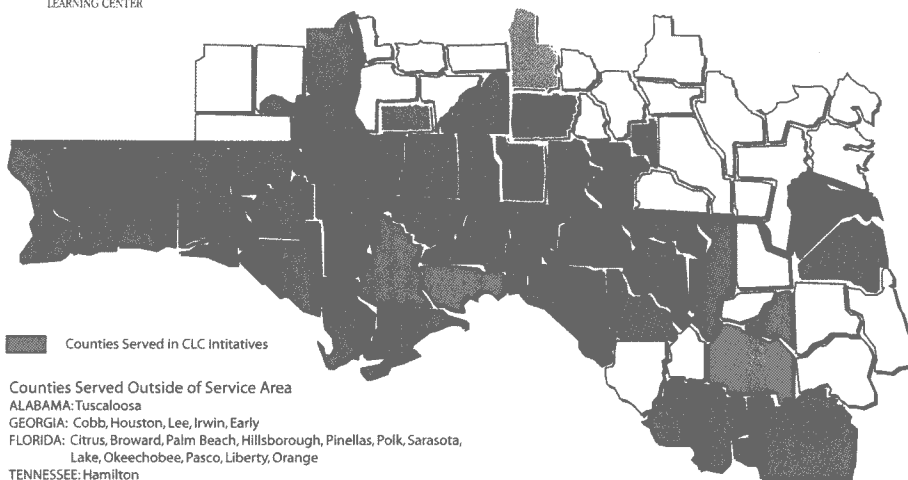 LEARNING CENTER
Counties Served in CLC Intitatives
Counties Served Outside of Service Area
ALABAMA: Tuscaloosa
GEORGIA: Cobb, Houston, Lee, Irwin, Early
FLORIDA: Citrus, Broward, Palm Beach, Hillsborough, Pinellas, Polk, Sarasota,
Lake, Okeechobee, Pasco, Liberty, Orange
TENNESSEE: Hamilton